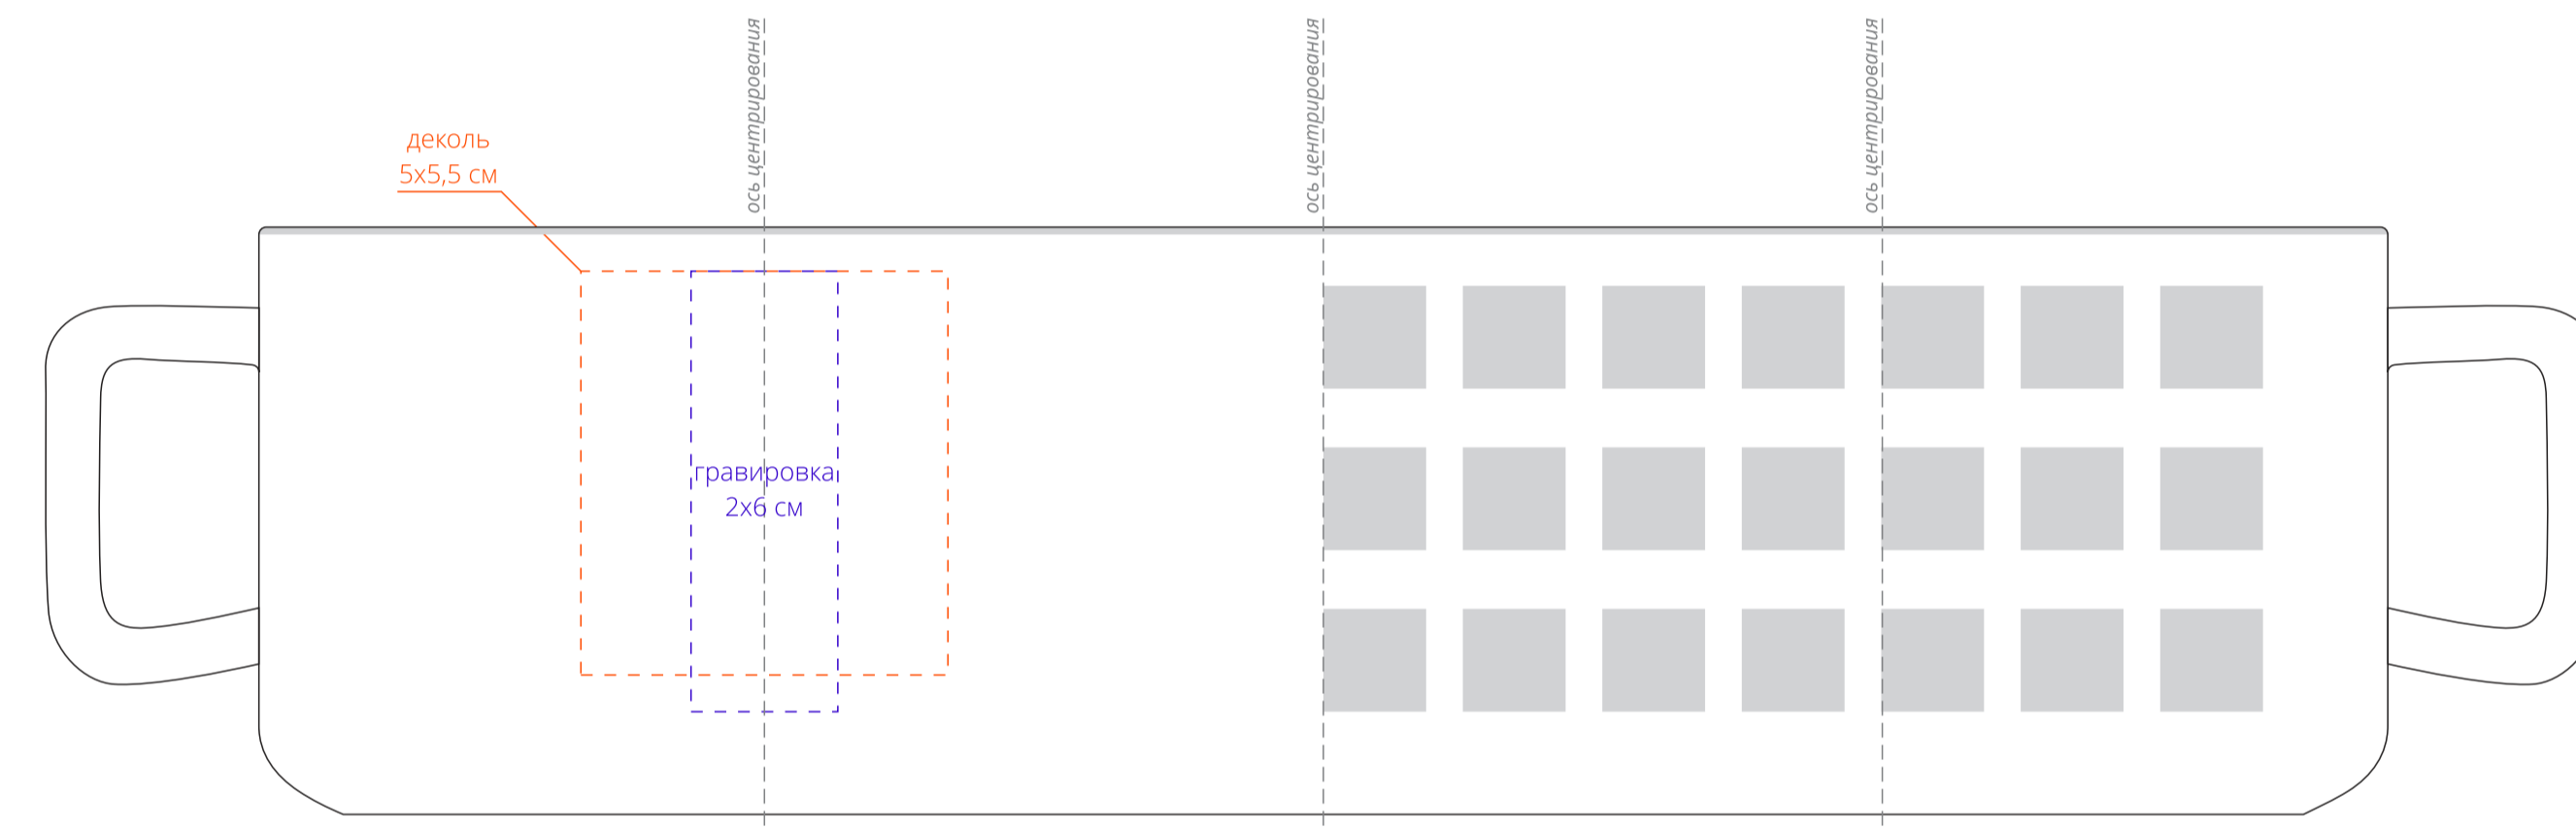 ось центрирования
ось центрирования
ось центрирования
деколь
5х5,5 см
гравировка
2х6 см